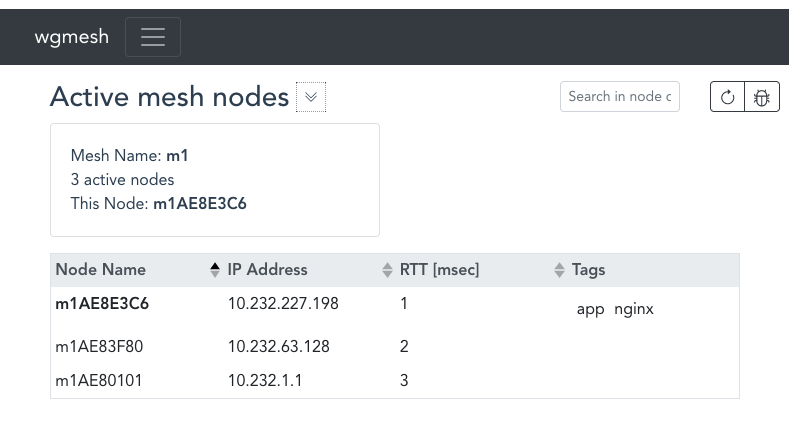 wgmesh
Active mesh nodes
Search in node c
Mesh Name: m1
3 active nodes
This Node: m1AE8E3C6
Node Name IP Address RTT [msec] Tags
m1AE8E3C6 10.232.227.198 1 app nginx
m1AE83F80 10.232.63.128 2
m1AE80101 10.232.1.1 3